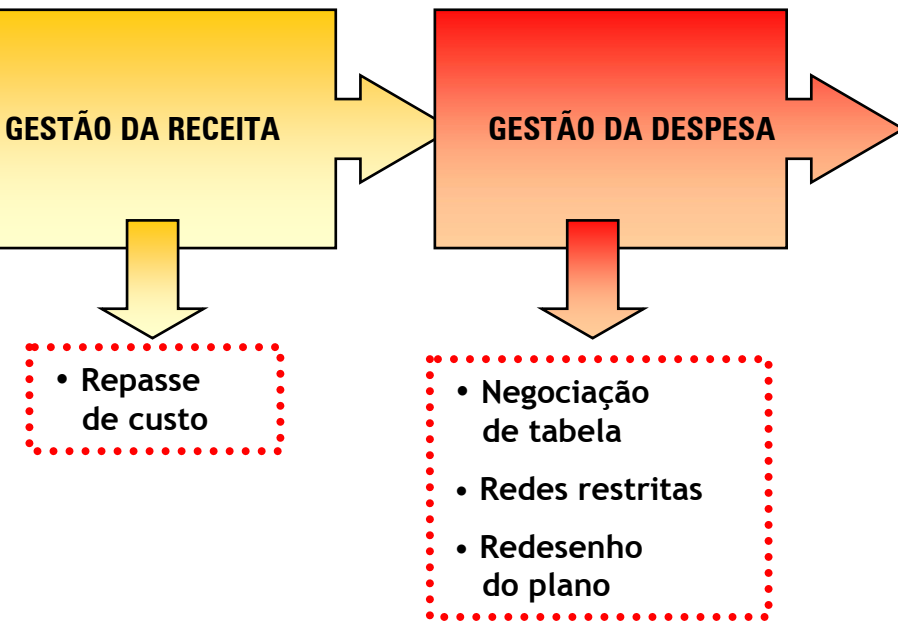 GESTÃO DA RECEITA
GESTÃO DA DESPESA
• Repasse
de custo
• Negociação
de tabela
• Redes restritas
• Redesenho
do plano